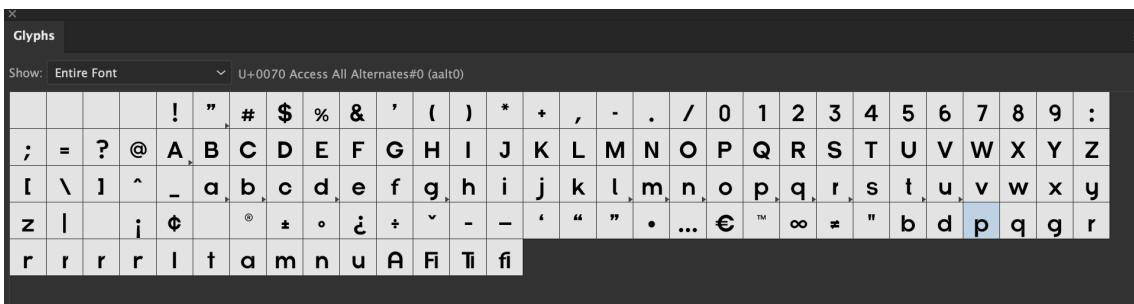 ×
Glyphs
Show: Entire Font U+0070 Access All Alternates#0 (aalt0)
! " # $ % & ' ( ) * + , - . / 0 1 2 3 4 5 6 7 8 9 :
; = ? @ A B C D E F G H I J K L M N O P Q R S T U V W X Y Z
[ \ ] ^ _ a b c d e f g h i j k l m n o p q r s t u v w x y
z | ¡ ¢ ® ± ° ¿ ÷ ˇ - – ‘ “ ” • … € ™ ∞ ≠ " b d p q g r
r r r r l t a m n u A Fi Ti fi